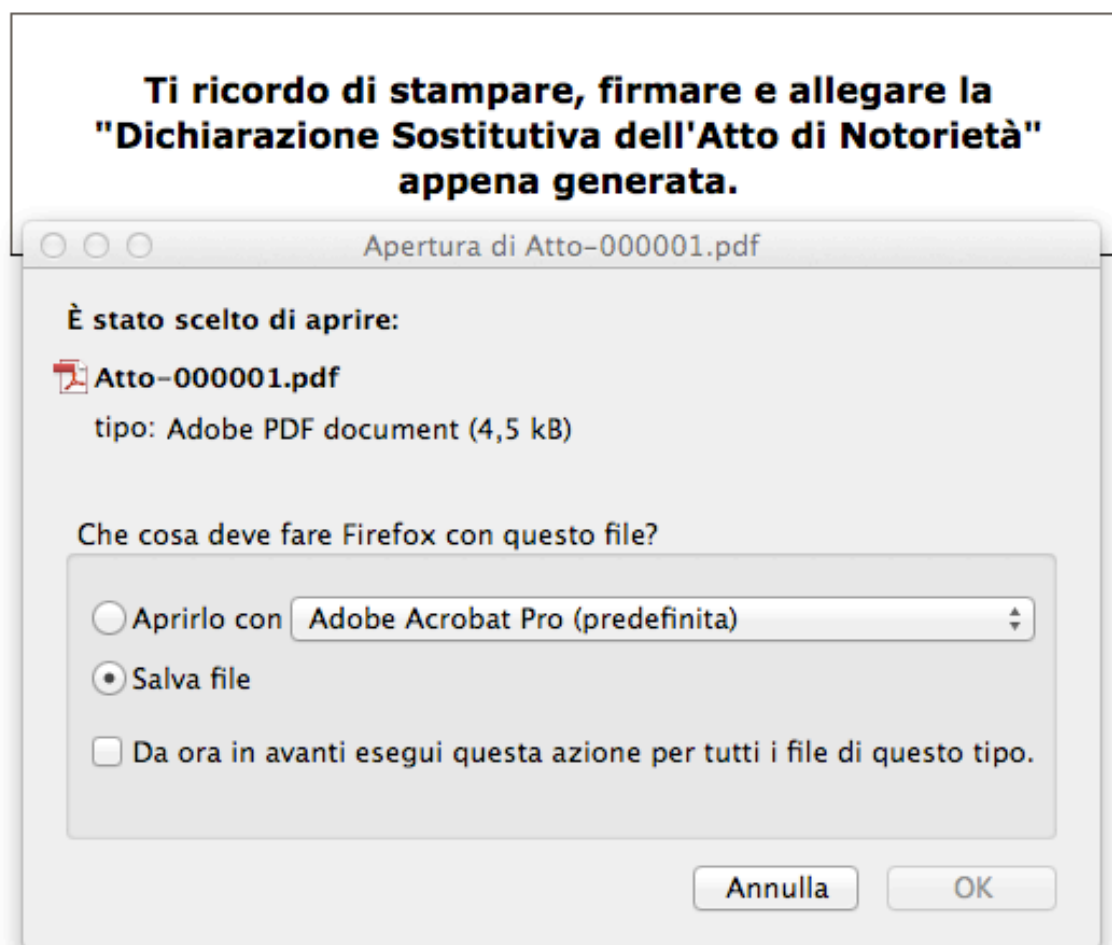 Ti ricordo di stampare, firmare e allegare la
"Dichiarazione Sostitutiva dell'Atto di Notorietà"
appena generata.
Apertura di Atto-000001.pdf
È stato scelto di aprire:
Atto-000001.pdf
tipo: Adobe PDF document (4,5 kB)
Che cosa deve fare Firefox con questo file?
Aprirlo con Adobe Acrobat Pro (predefinita)
Salva file
Da ora in avanti esegui questa azione per tutti i file di questo tipo.
Annulla OK